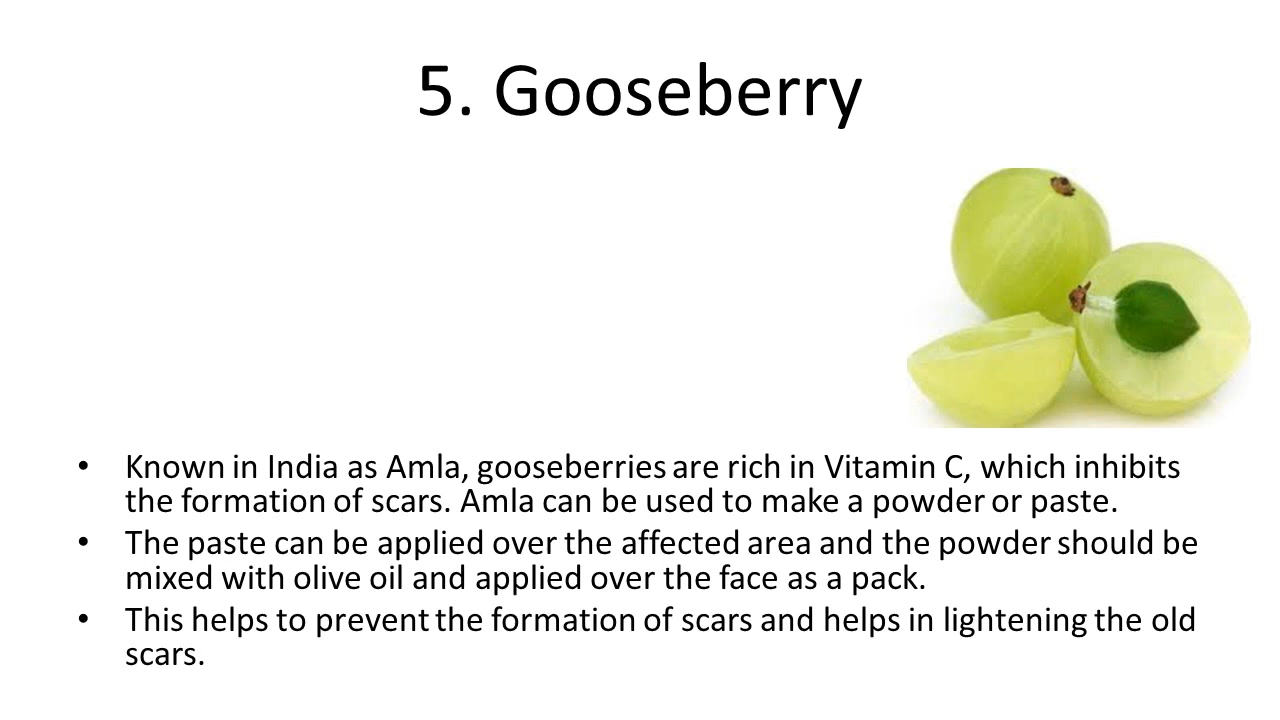 5. Gooseberry
• Known in India as Amla, gooseberries are rich in Vitamin C, which inhibits
the formation of scars. Amla can be used to make a powder or paste.
• The paste can be applied over the affected area and the powder should be
mixed with olive oil and applied over the face as a pack.
• This helps to prevent the formation of scars and helps in lightening the old
scars.